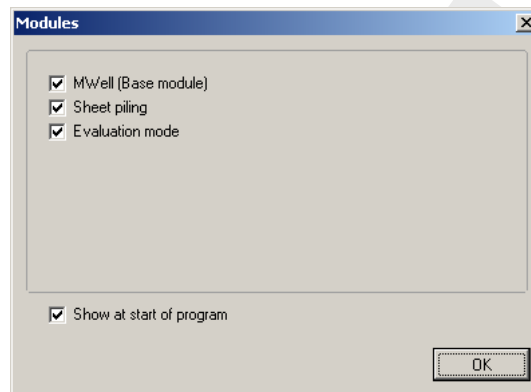 Modules
MWell (Base module)
Sheet piling
Evaluation mode
Show at start of program
OK